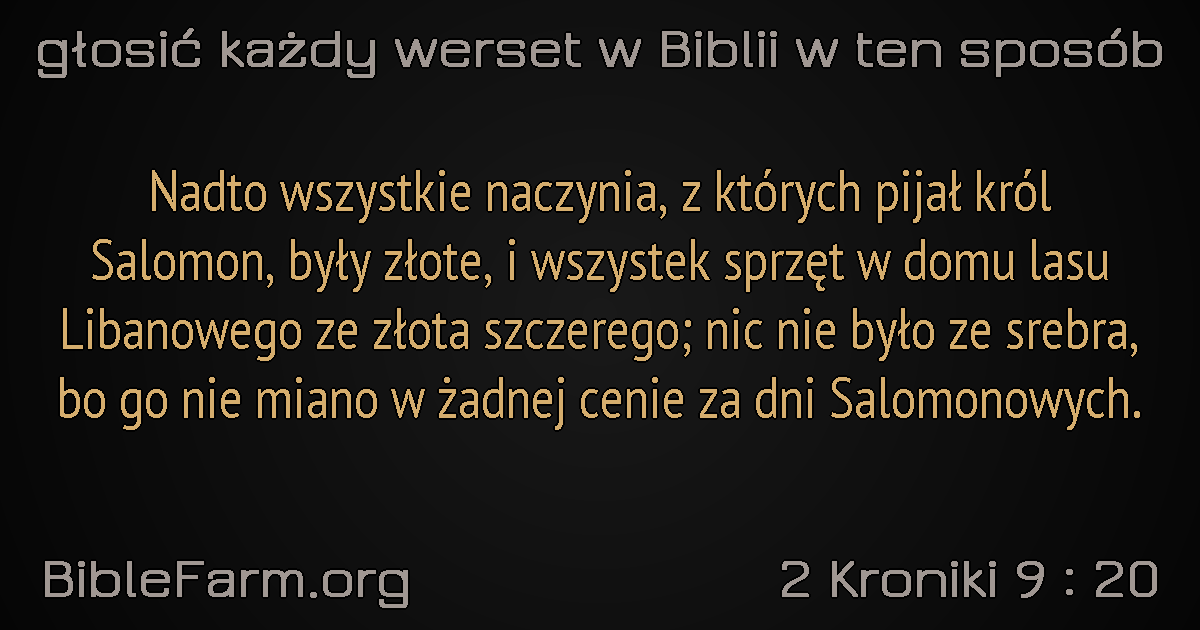 głosić każdy werset w Biblii w ten sposób
Nadto wszystkie naczynia, z których pijał król
Salomon, były złote, i wszystek sprzęt w domu lasu
Libanowego ze złota szczerego; nic nie było ze srebra,
bo go nie miano w żadnej cenie za dni Salomonowych.
BibleFarm.org
2 Kroniki 9 : 20